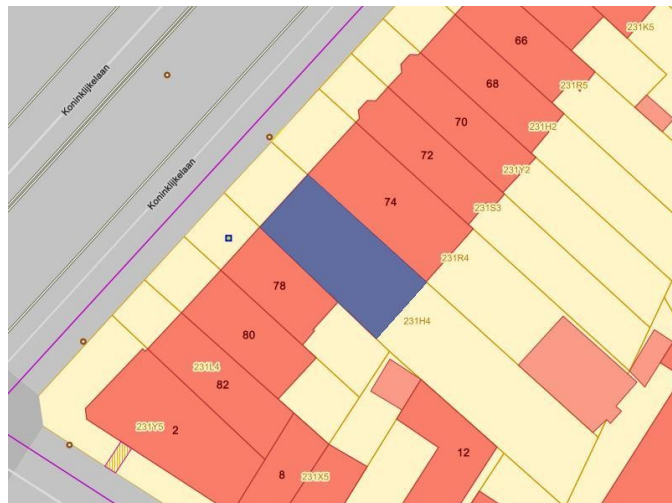 66
231K5
Koninklijkelaan
68
231R5
70
231H2
72
231Y2
Koninklijkelaan
74
231S3
231R4
78
231H4
80
231L4
82
231Y5
2
12
8
231X5